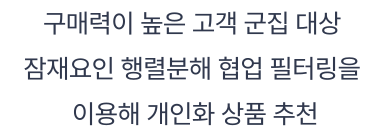 구매력이 높은 고객 군집 대상
잠재요인 행렬분해 협업 필터링을
이용해 개인화 상품 추천